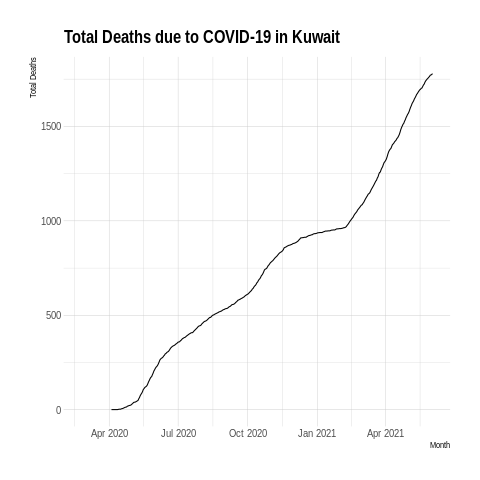 Total Deaths due to COVID-19 in Kuwait
Total Deaths
1500
1000
500
0
Apr 2020 Jul 2020 Oct 2020 Jan 2021 Apr 2021
Month